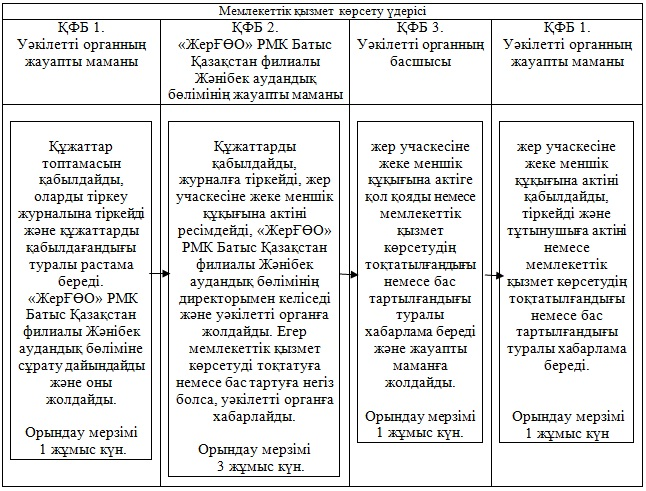 Мемлекеттік қызмет көрсету үдерісі
ҚФБ 1.
Уәкілетті органның
жауапты маманы
ҚФБ 2.
«ЖерҒӨО» РМК Батыс
Қазақстан филиалы
Жәнібек аудандық
бөлімінің жауапты маманы
ҚФБ 3.
Уәкілетті органның
басшысы
ҚФБ 1.
Уәкілетті органның
жауапты маманы
Құжаттар
топтамасын
қабылдайды,
оларды тіркеу
журналына тіркейді
және құжаттарды
қабылдағандығы
туралы растама
береді.
«ЖерҒӨО» РМК
Батыс Қазақстан
филиалы Жәнібек
аудандық бөліміне
сұрату дайындайды
және оны
жолдайды.
Орындау мерзімі
1 жұмыс күн.
Құжаттарды
қабылдайды,
журналға тіркейді, жер
учаскесіне жеке меншік
құқығына актіні
ресімдейді, «ЖерҒӨО»
РМК Батыс Қазақстан
филиалы Жәнібек
аудандық бөлімінің
директорымен келіседі
және уәкілетті органға
жолдайды. Егер
мемлекеттік қызмет
көрсетуді тоқтатуға
немесе бас тартуға негіз
болса, уәкілетті органға
хабарлайды.
Орындау мерзімі
3 жұмыс күн.
жер учаскесіне
жеке меншік
құқығына актіге
қол қояды немесе
мемлекеттік
қызмет
көрсетудің
тоқтатылғандығы
немесе бас
тартылғандығы
туралы
хабарлама береді
және жауапты
маманға
жолдайды.
Орындау мерзімі
1 жұмыс күн.
жер учаскесіне
жеке меншік
құқығына актіні
қабылдайды,
тіркейді және
тұтынушыға актіні
немесе
мемлекеттік
қызмет көрсетудің
тоқтатылғандығы
немесе бас
тартылғандығы
туралы хабарлама
береді.
Орындау мерзімі
1 жұмыс күн